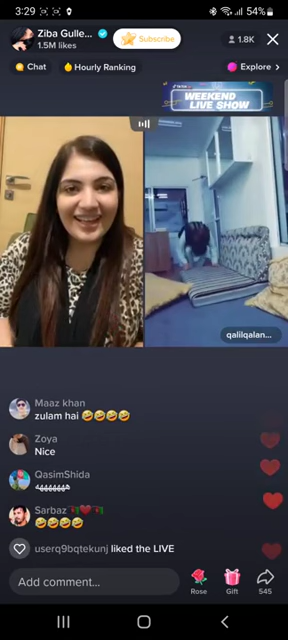 3:29 54%
Ziba Gulle...
1.5M likes
Subscribe
1.8K
Chat
Hourly Ranking
Explore >
WEEKEND
LIVE SHOW
qalilqalan...
Maaz khan
zulam hai 🤣🤣🤣🤣
Zoya
Nice
QasimShida
Sarbaz 🇦🇫❤️🇦🇫
🤣🤣🤣🤣
userq9bqtekunj liked the LIVE
Add comment...
Rose
Gift
545